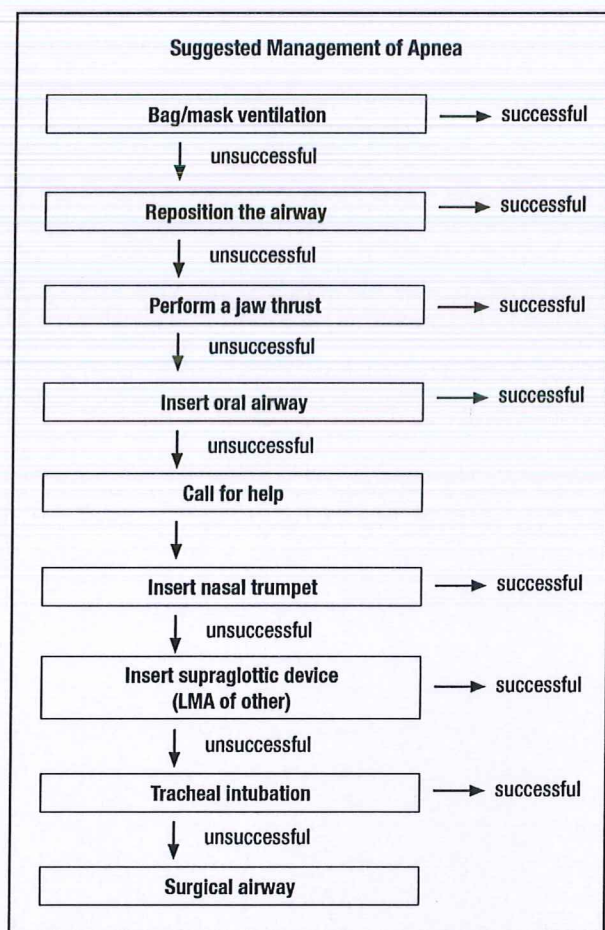 Suggested Management of Apnea
Bag/mask ventilation
successful
unsuccessful
Reposition the airway
successful
unsuccessful
Perform a jaw thrust
successful
unsuccessful
Insert oral airway
successful
unsuccessful
Call for help
Insert nasal trumpet
successful
unsuccessful
Insert supraglottic device
(LMA of other)
successful
unsuccessful
Tracheal intubation
successful
unsuccessful
Surgical airway